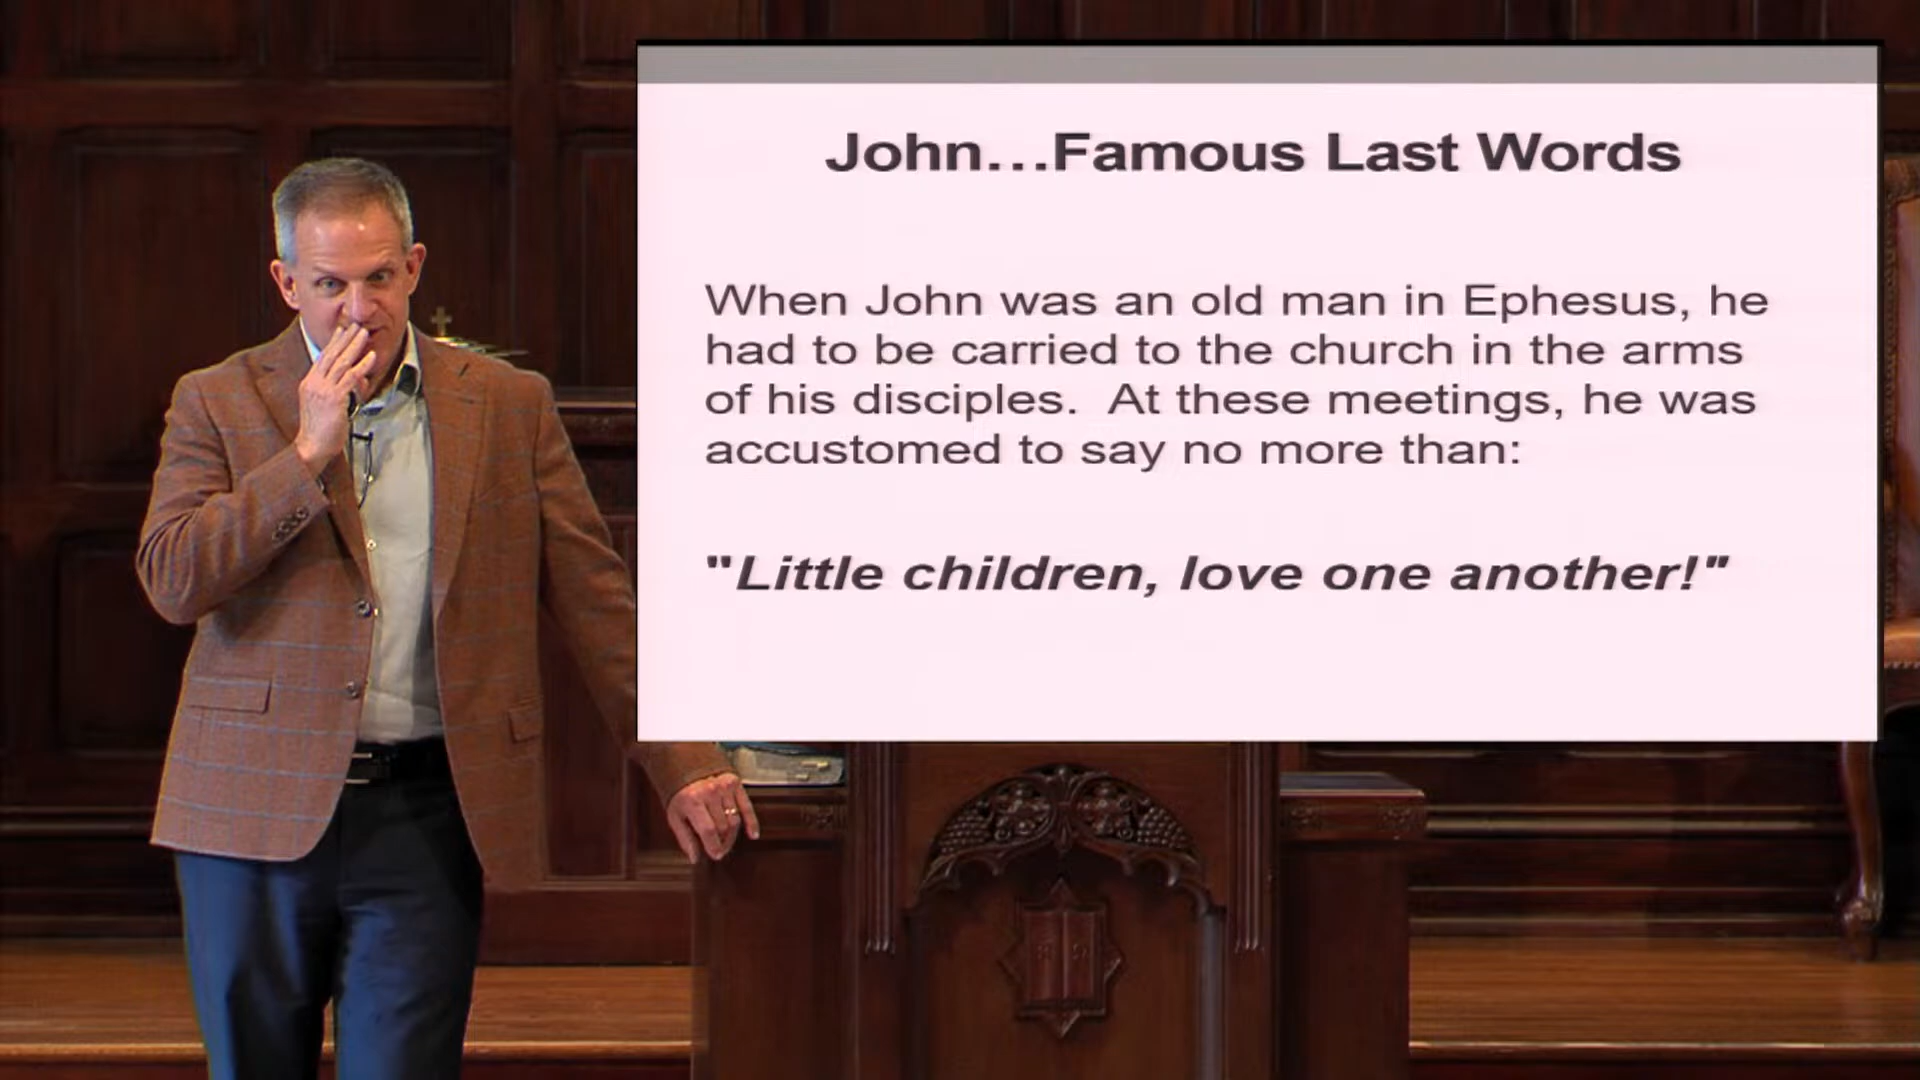 John...Famous Last Words
When John was an old man in Ephesus, he
had to be carried to the church in the arms
of his disciples.  At these meetings, he was
accustomed to say no more than:
"Little children, love one another!"